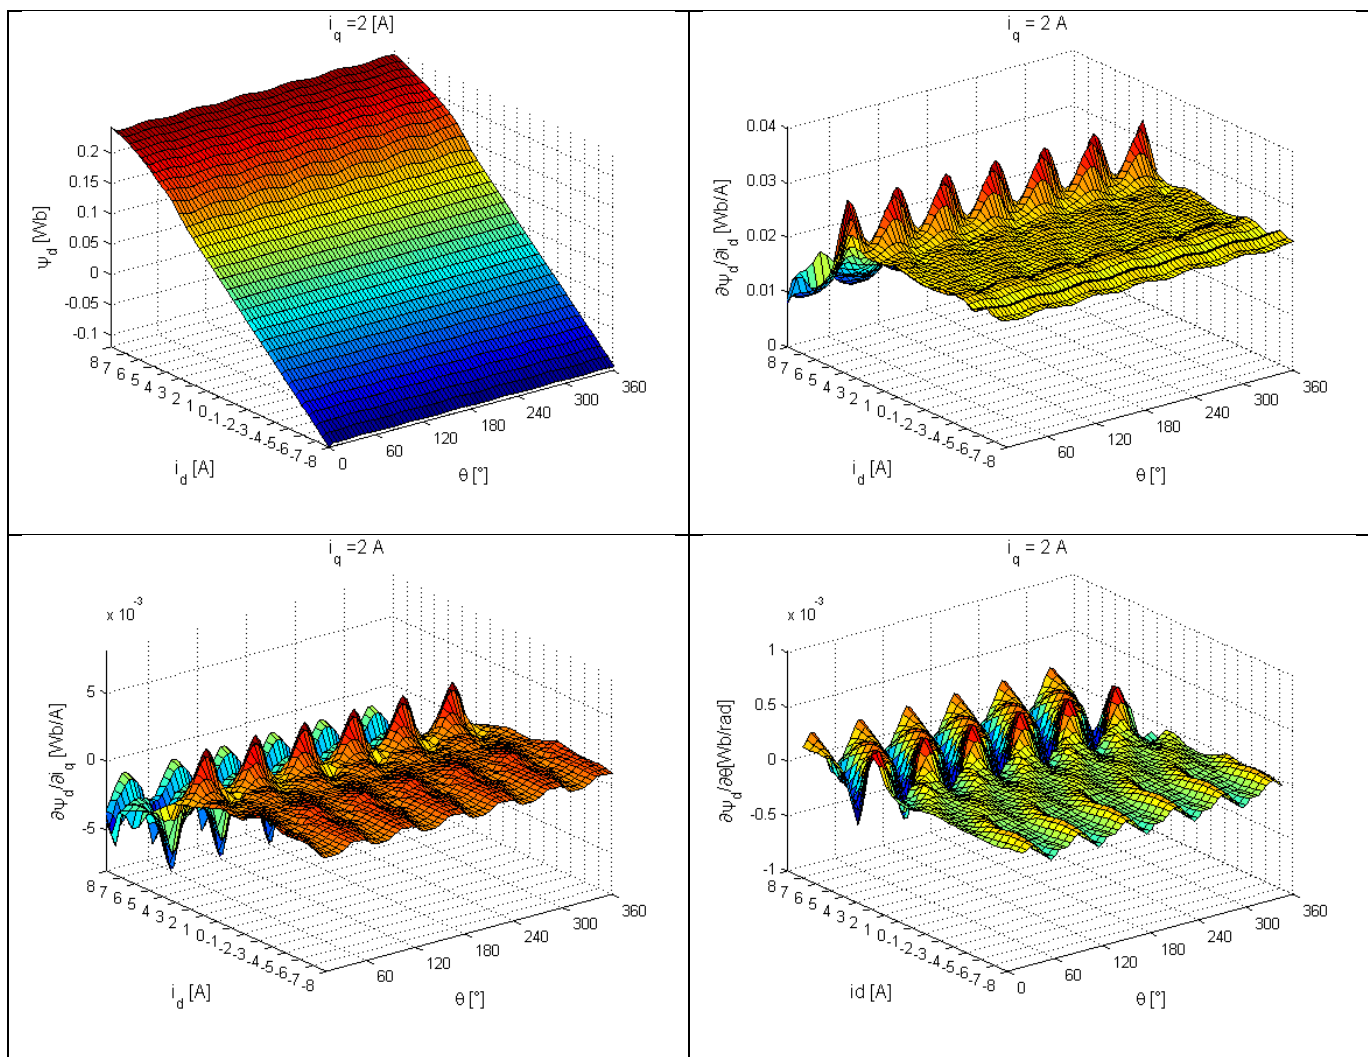 i_q =2 [A]
0.2
0.15
0.1
0.05
0
-0.05
-0.1
ψ_d [Wb]
8 7 6 5 4 3 2 1 0 -1 -2 -3 -4 -5 -6 -7 -8
i_d [A]
0 60 120 180 240 300 360
θ [°]
i_q = 2 A
0.04
0.03
0.02
0.01
0
∂ψ_d/∂i_d [Wb/A]
8 7 6 5 4 3 2 1 0 -1 -2 -3 -4 -5 -6 -7 -8
i_d [A]
60 120 180 240 300 360
θ [°]
i_q =2 A
x 10^-3
5
0
-5
∂ψ_d/∂i_q [Wb/A]
8 7 6 5 4 3 2 1 0 -1 -2 -3 -4 -5 -6 -7 -8
i_d [A]
60 120 180 240 300 360
θ [°]
i_q = 2 A
x 10^-3
1
0.5
0
-0.5
-1
∂ψ_d/∂θ[Wb/rad]
8 7 6 5 4 3 2 1 0 -1 -2 -3 -4 -5 -6 -7 -8
id [A]
0 60 120 180 240 300 360
θ [°]